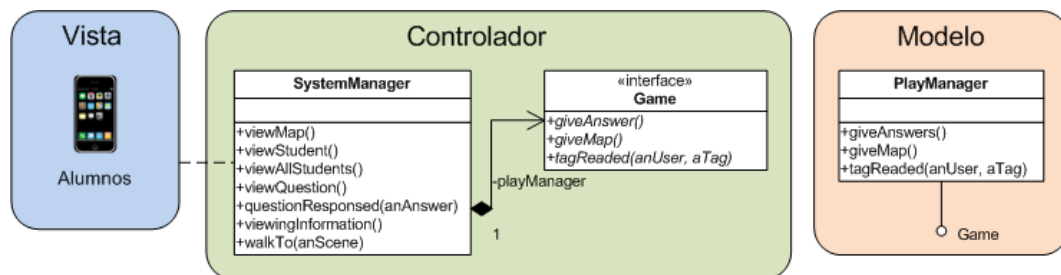 Vista
Alumnos
Controlador
SystemManager
+viewMap()
+viewStudent()
+viewAllStudents()
+viewQuestion()
+questionResponsed(anAnswer)
+viewingInformation()
+walkTo(anScene)
«interface»
Game
+giveAnswer()
+giveMap()
+tagReaded(anUser, aTag)
-playManager
1
Modelo
PlayManager
+giveAnswers()
+giveMap()
+tagReaded(anUser, aTag)
Game